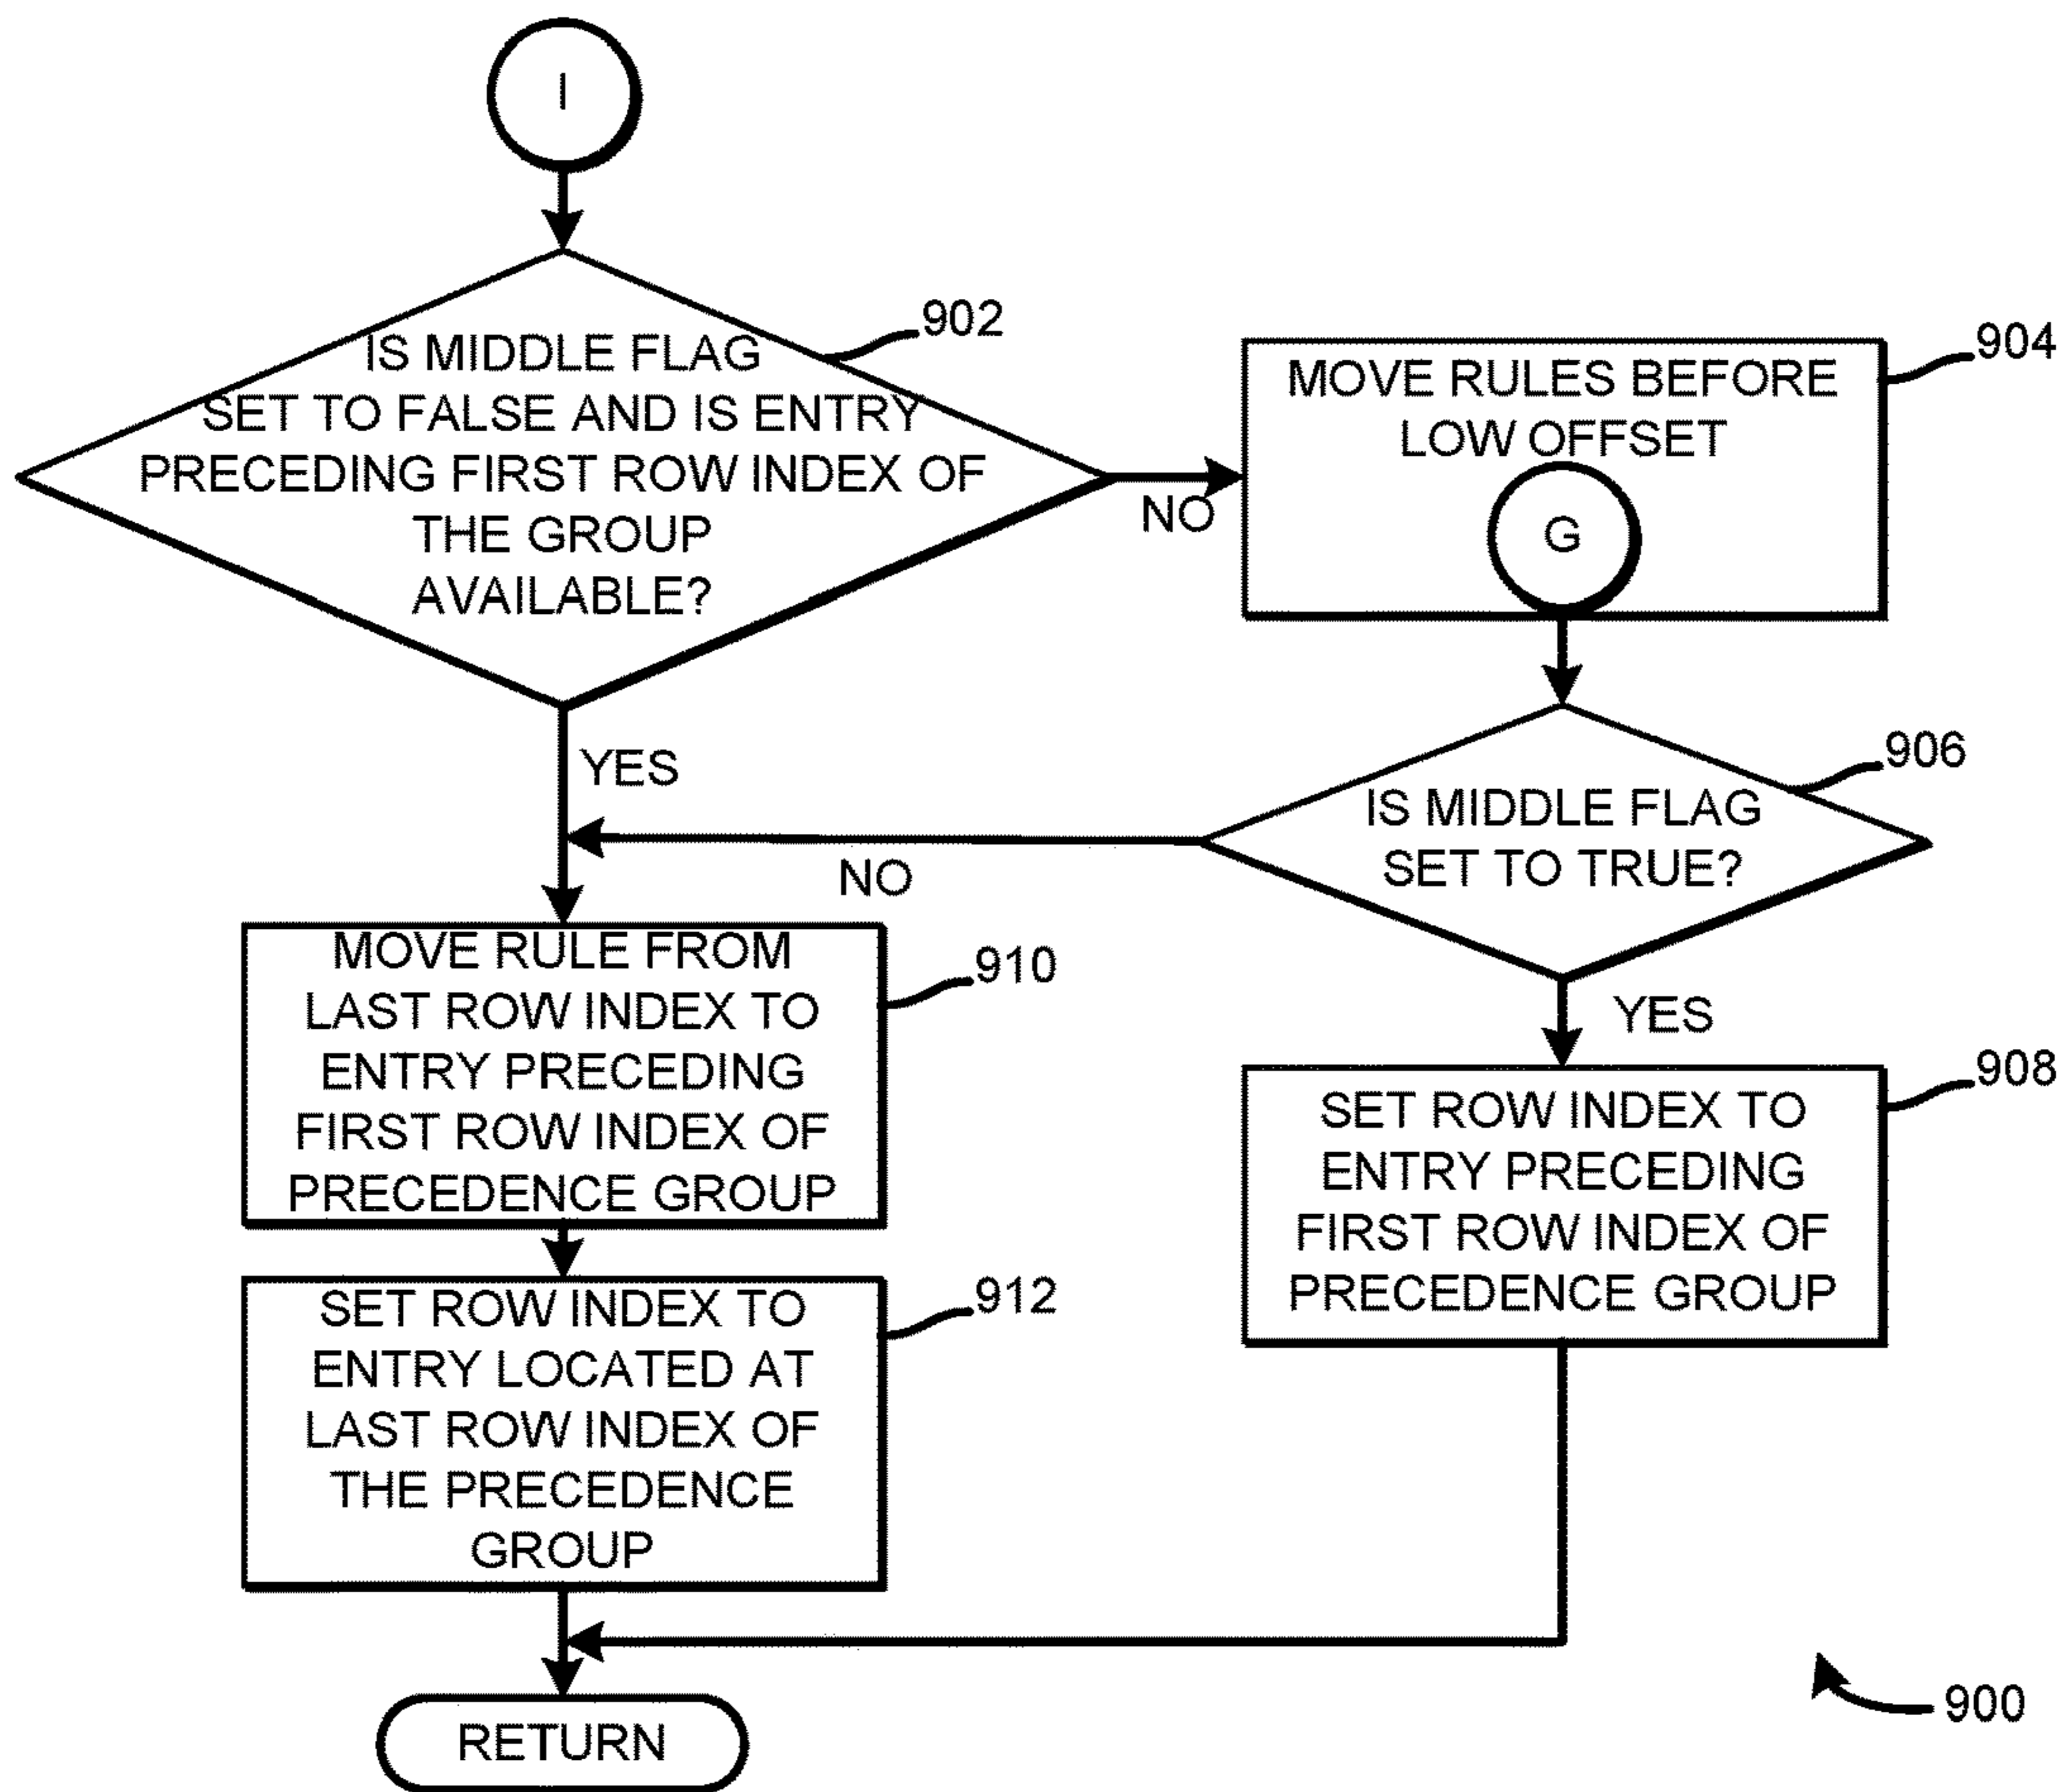 I
IS MIDDLE FLAG
SET TO FALSE AND IS ENTRY
PRECEDING FIRST ROW INDEX OF
THE GROUP
AVAILABLE?
902
NO
MOVE RULES BEFORE
LOW OFFSET
G
904
YES
IS MIDDLE FLAG
SET TO TRUE?
906
NO
YES
MOVE RULE FROM
LAST ROW INDEX TO
ENTRY PRECEDING
FIRST ROW INDEX OF
PRECEDENCE GROUP
910
SET ROW INDEX TO
ENTRY PRECEDING
FIRST ROW INDEX OF
PRECEDENCE GROUP
908
SET ROW INDEX TO
ENTRY LOCATED AT
LAST ROW INDEX OF
THE PRECEDENCE
GROUP
912
RETURN
900